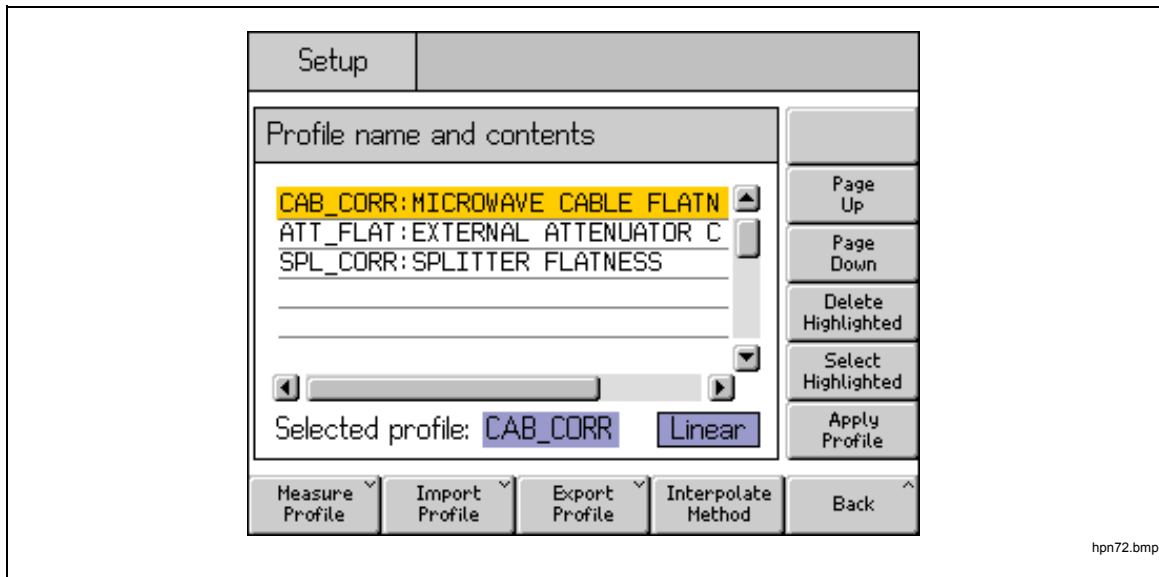 Setup
Profile name and contents
CAB_CORR:MICROWAVE CABLE FLATN
ATT_FLAT:EXTERNAL ATTENUATOR C
SPL_CORR:SPLITTER FLATNESS
Selected profile: CAB_CORR Linear
Page
Up
Page
Down
Delete
Highlighted
Select
Highlighted
Apply
Profile
Measure
Profile
Import
Profile
Export
Profile
Interpolate
Method
Back
hpn72.bmp